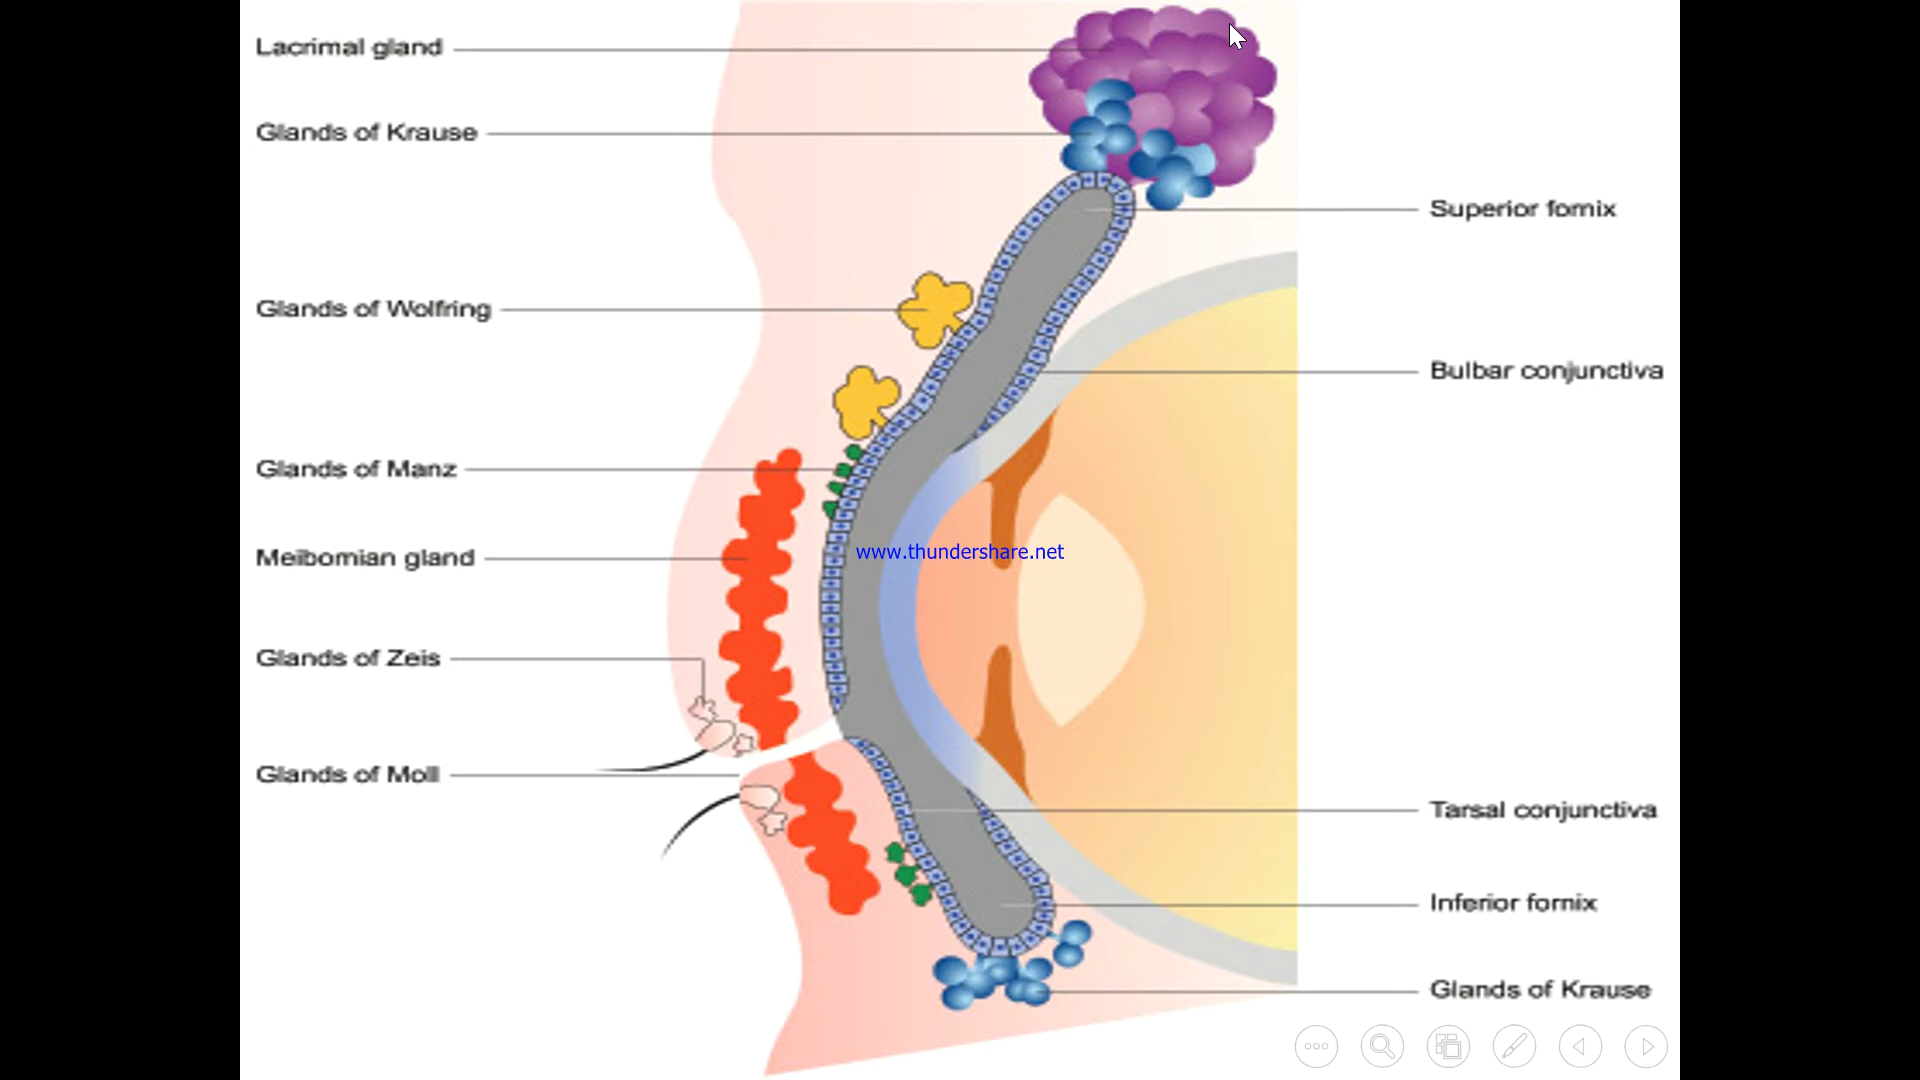 Lacrimal gland
Glands of Krause
Superior fornix
Glands of Wolfring
Bulbar conjunctiva
Glands of Manz
www.thundershare.net
Meibomian gland
Glands of Zeis
Glands of Moll
Tarsal conjunctiva
Inferior fornix
Glands of Krause